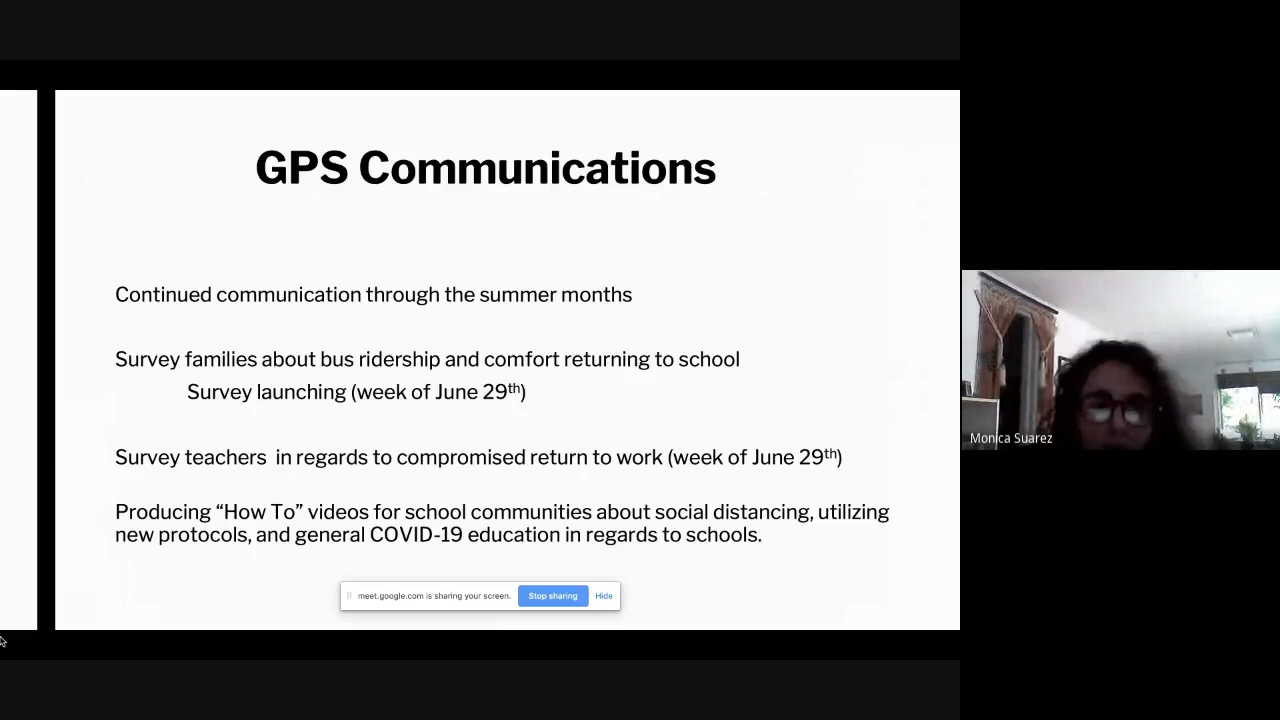 GPS Communications
Continued communication through the summer months
Survey families about bus ridership and comfort returning to school
Survey launching (week of June 29th)
Survey teachers  in regards to compromised return to work (week of June 29th)
Producing “How To” videos for school communities about social distancing, utilizing
new protocols, and general COVID-19 education in regards to schools.
meet.google.com is sharing your screen. Stop sharing Hide
Monica Suarez